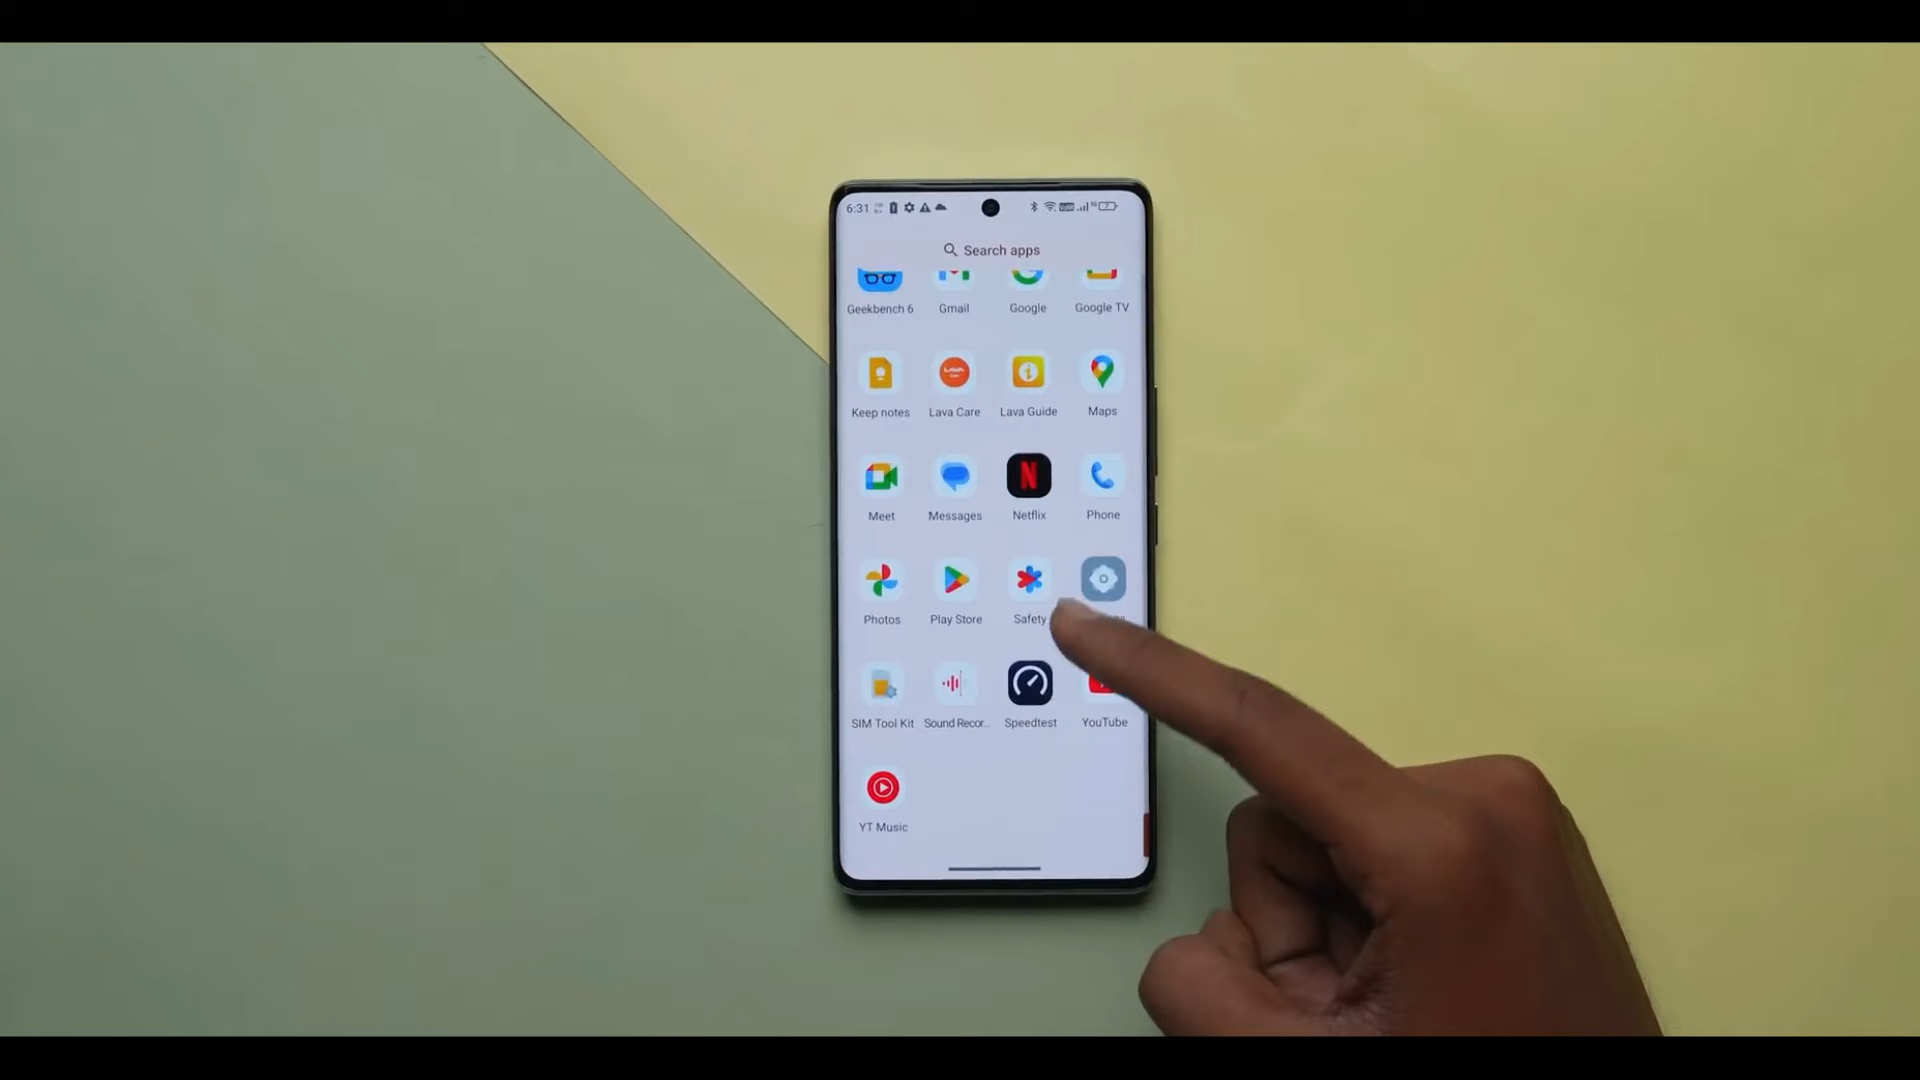 6:31
Search apps
Geekbench 6 Gmail Google Google TV
Keep notes Lava Care Lava Guide Maps
Meet Messages Netflix Phone
Photos Play Store Safety
SIM Tool Kit Sound Recor... Speedtest YouTube
YT Music